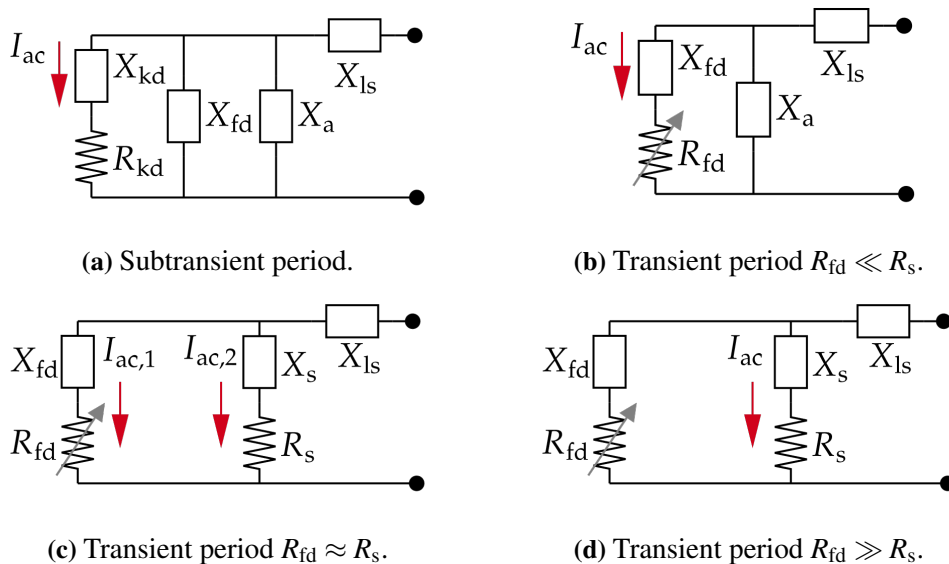 I_ac X_kd X_fd X_a X_ls R_kd
(a) Subtransient period.
I_ac X_fd X_a X_ls R_fd
(b) Transient period R_fd ≪ R_s.
X_fd I_ac,1 I_ac,2 X_s X_ls R_fd R_s
(c) Transient period R_fd ≈ R_s.
X_fd I_ac X_s X_ls R_fd R_s
(d) Transient period R_fd ≫ R_s.